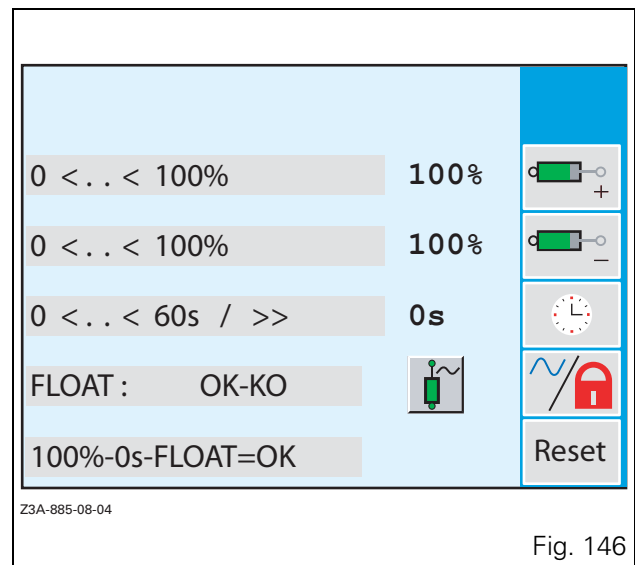 0 <..< 100% 100%
+
0 <..< 100% 100%
−
0 <..< 60s / >> 0s
FLOAT: OK-KO
100%-0s-FLOAT=OK Reset
Z3A-885-08-04
Fig. 146